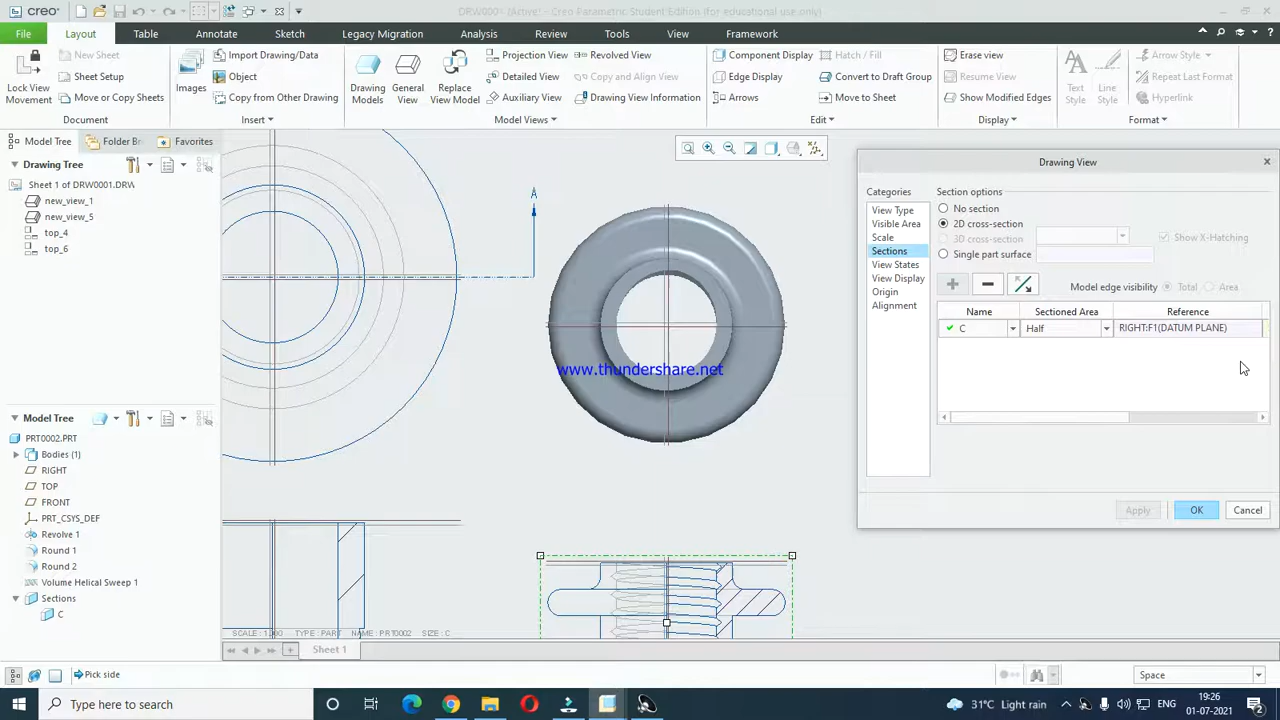 creo DRW0001 (Active) - Creo Parametric Student Edition (for educational use only)
File Layout Table Annotate Sketch Legacy Migration Analysis Review Tools View Framework
Lock View Movement
New Sheet
Sheet Setup
Move or Copy Sheets
Document
Images
Import Drawing/Data
Object
Copy from Other Drawing
Insert
Drawing Models
General View
Replace View Model
Projection View
Detailed View
Auxiliary View
Revolved View
Copy and Align View
Drawing View Information
Model Views
Component Display
Edge Display
Arrows
Hatch / Fill
Convert to Draft Group
Move to Sheet
Edit
Erase view
Resume View
Show Modified Edges
Display
Text Style
Line Style
Arrow Style
Repeat Last Format
Hyperlink
Format
Model Tree Folder Br Favorites
Drawing Tree
Sheet 1 of DRW0001.DRW
new_view_1
new_view_5
top_4
top_6
Model Tree
PRT0002.PRT
Bodies (1)
RIGHT
TOP
FRONT
PRT_CSYS_DEF
Revolve 1
Round 1
Round 2
Volume Helical Sweep 1
Sections
C
A
www.thundershare.net
SCALE : 1.000 TYPE : PART NAME : PRT0002 SIZE : C
Sheet 1
Drawing View
Categories
View Type
Visible Area
Scale
Sections
View States
View Display
Origin
Alignment
Section options
No section
2D cross-section
3D cross-section
Show X-Hatching
Single part surface
Model edge visibility Total Area
Name Sectioned Area Reference
C Half RIGHT:F1(DATUM PLANE)
Apply OK Cancel
Pick side
Space
Type here to search
31°C Light rain
ENG
19:26
01-07-2021
2